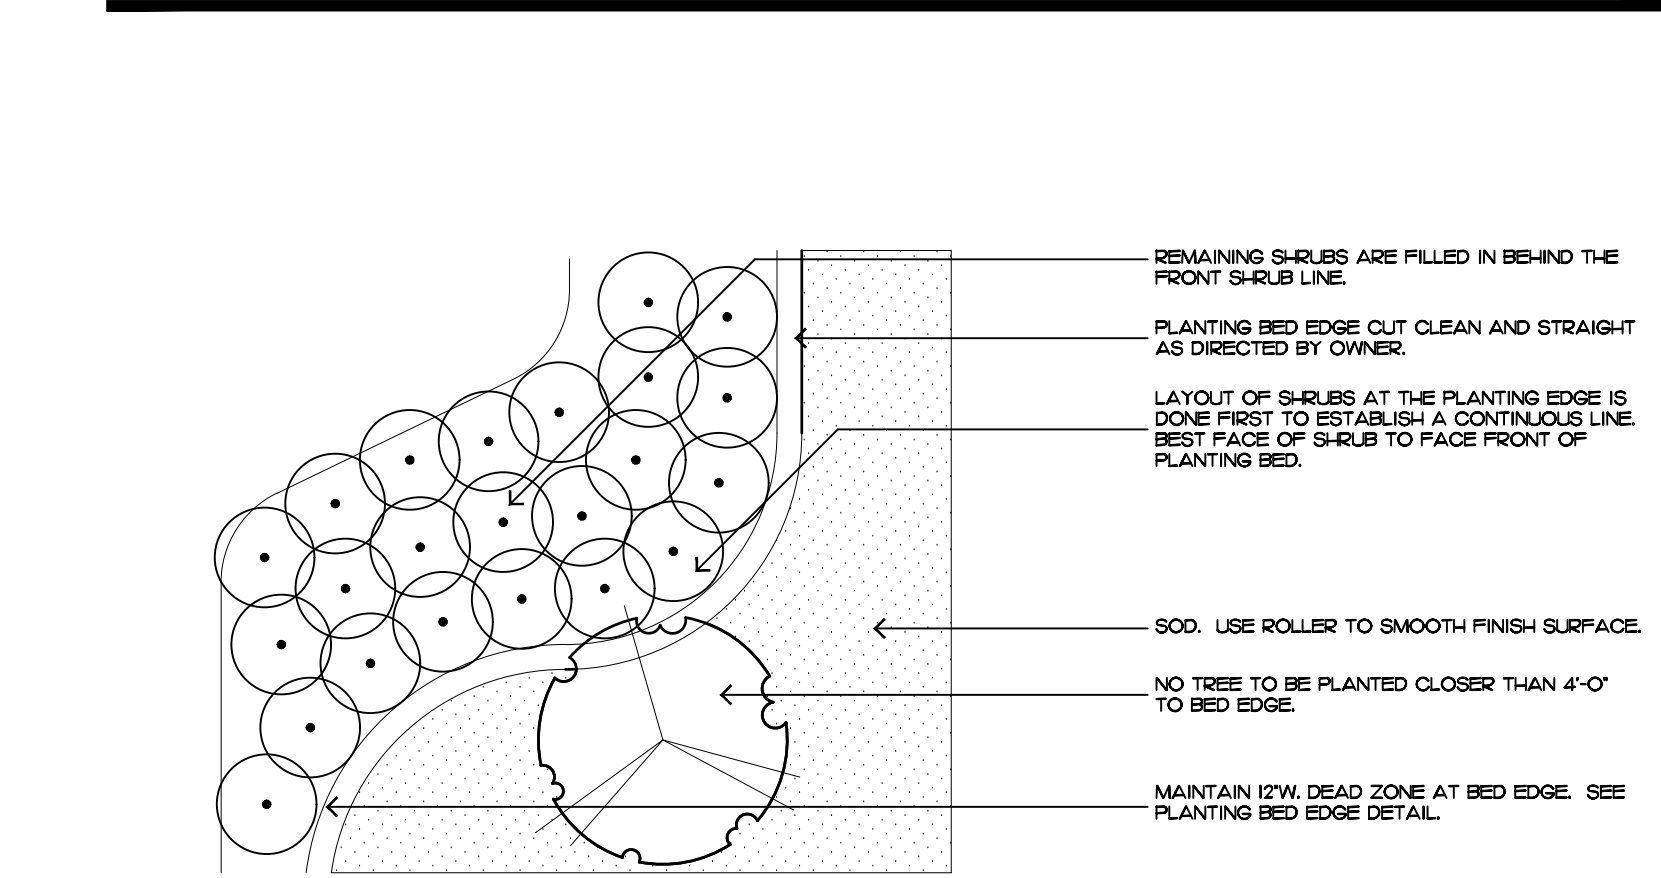 REMAINING SHRUBS ARE FILLED IN BEHIND THE
FRONT SHRUB LINE.
PLANTING BED EDGE CUT CLEAN AND STRAIGHT
AS DIRECTED BY OWNER.
LAYOUT OF SHRUBS AT THE PLANTING EDGE IS
DONE FIRST TO ESTABLISH A CONTINUOUS LINE.
BEST FACE OF SHRUB TO FACE FRONT OF
PLANTING BED.
SOD. USE ROLLER TO SMOOTH FINISH SURFACE.
NO TREE TO BE PLANTED CLOSER THAN 4'-0"
TO BED EDGE.
MAINTAIN 12"W. DEAD ZONE AT BED EDGE. SEE
PLANTING BED EDGE DETAIL.